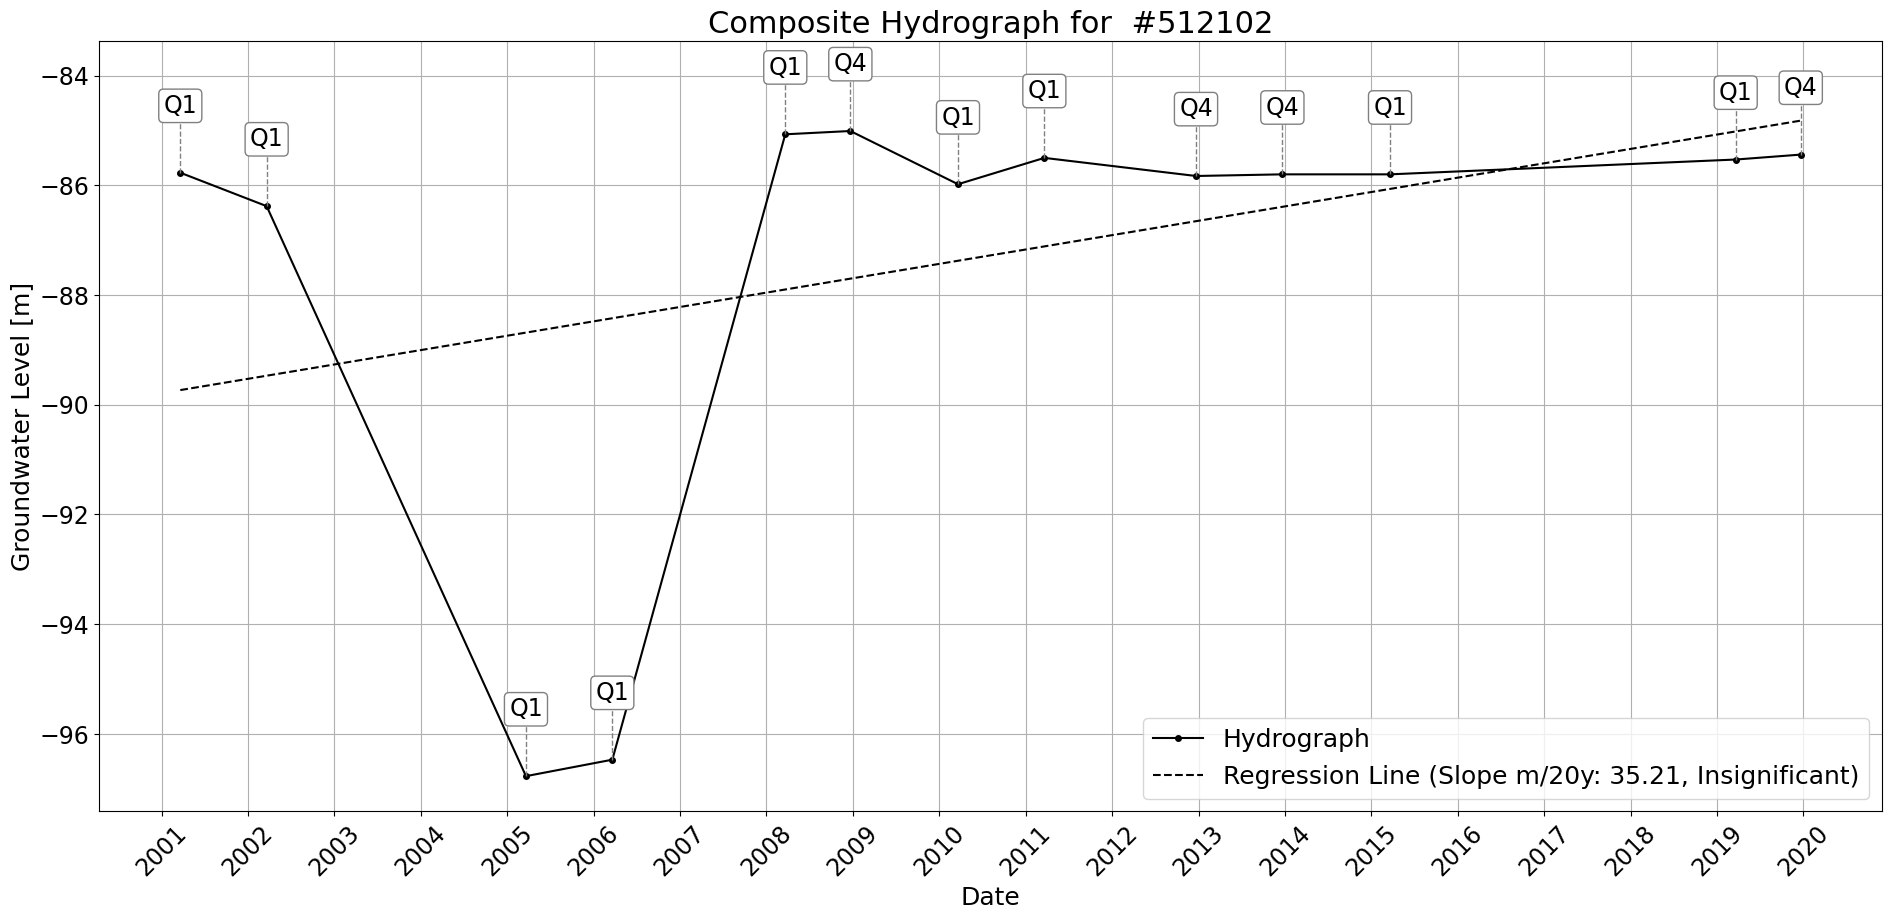 Composite Hydrograph for  #512102
Groundwater Level [m]
−84
−86
−88
−90
−92
−94
−96
Q1
Q1
Q1
Q1
Q1
Q4
Q1
Q1
Q4
Q4
Q1
Q1
Q4
Hydrograph
Regression Line (Slope m/20y: 35.21, Insignificant)
2001
2002
2003
2004
2005
2006
2007
2008
2009
2010
2011
2012
2013
2014
2015
2016
2017
2018
2019
2020
Date